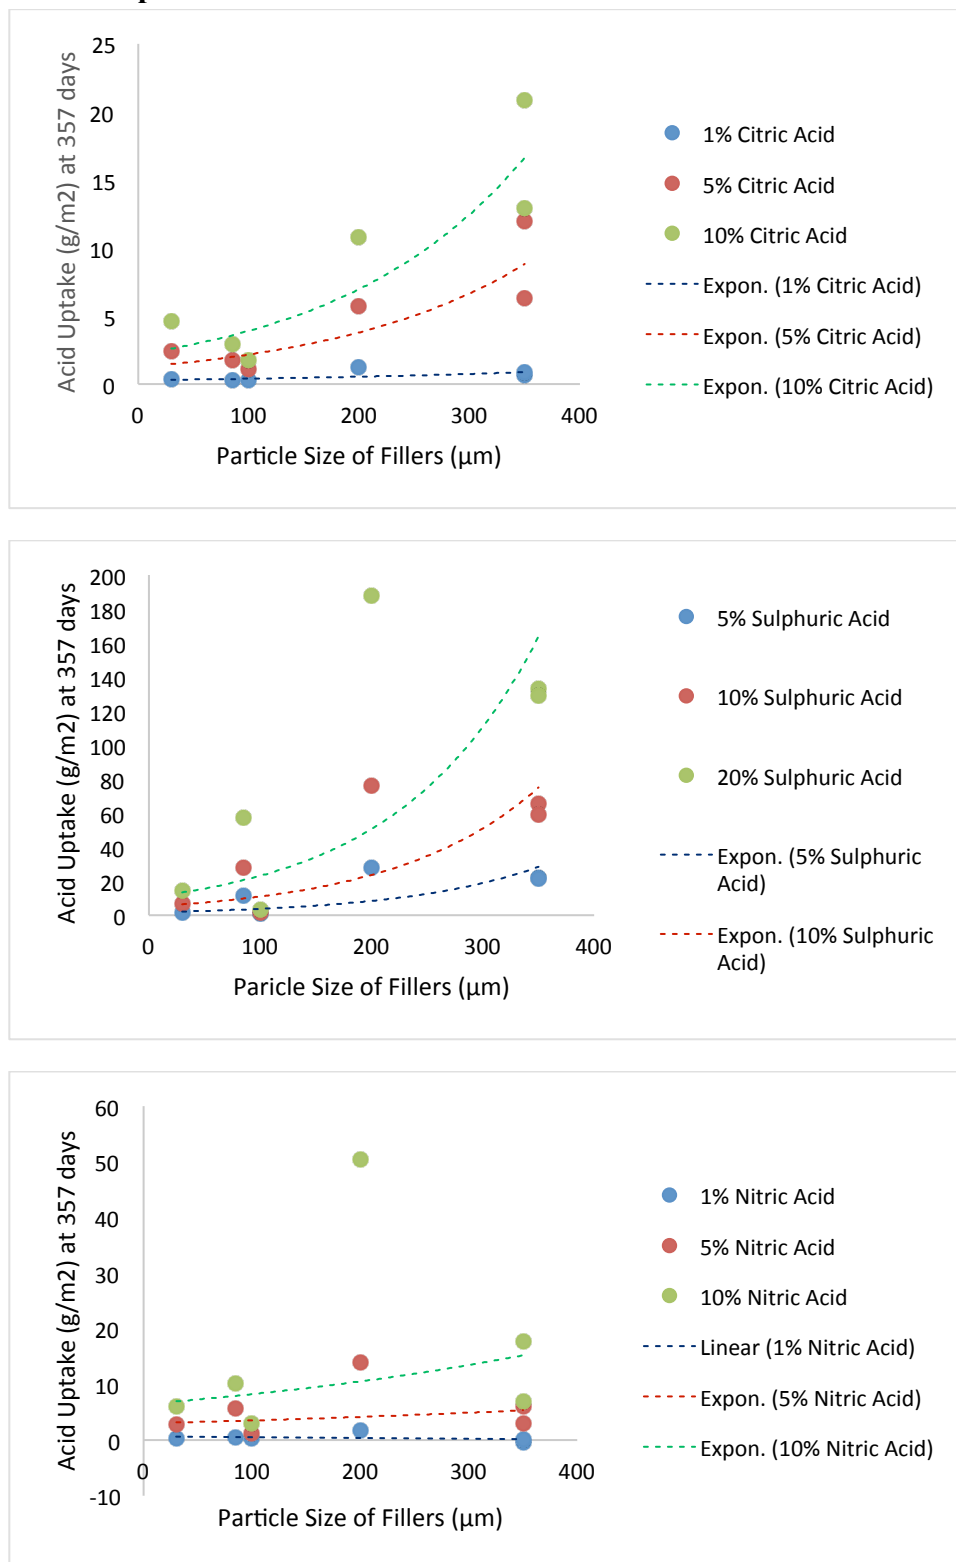 25
20
15
10
5
0
Acid Uptake (g/m2) at 357 days
0 100 200 300 400
Particle Size of Fillers (μm)
1% Citric Acid
5% Citric Acid
10% Citric Acid
Expon. (1% Citric Acid)
Expon. (5% Citric Acid)
Expon. (10% Citric Acid)
200
180
160
140
120
100
80
60
40
20
0
Acid Uptake (g/m2) at 357 days
0 100 200 300 400
Paricle Size of Fillers (μm)
5% Sulphuric Acid
10% Sulphuric Acid
20% Sulphuric Acid
Expon. (5% Sulphuric
Acid)
Expon. (10% Sulphuric
Acid)
60
50
40
30
20
10
0
-10
Acid Uptake (g/m2) at 357 days
0 100 200 300 400
Particle Size of Fillers (μm)
1% Nitric Acid
5% Nitric Acid
10% Nitric Acid
Linear (1% Nitric Acid)
Expon. (5% Nitric Acid)
Expon. (10% Nitric Acid)